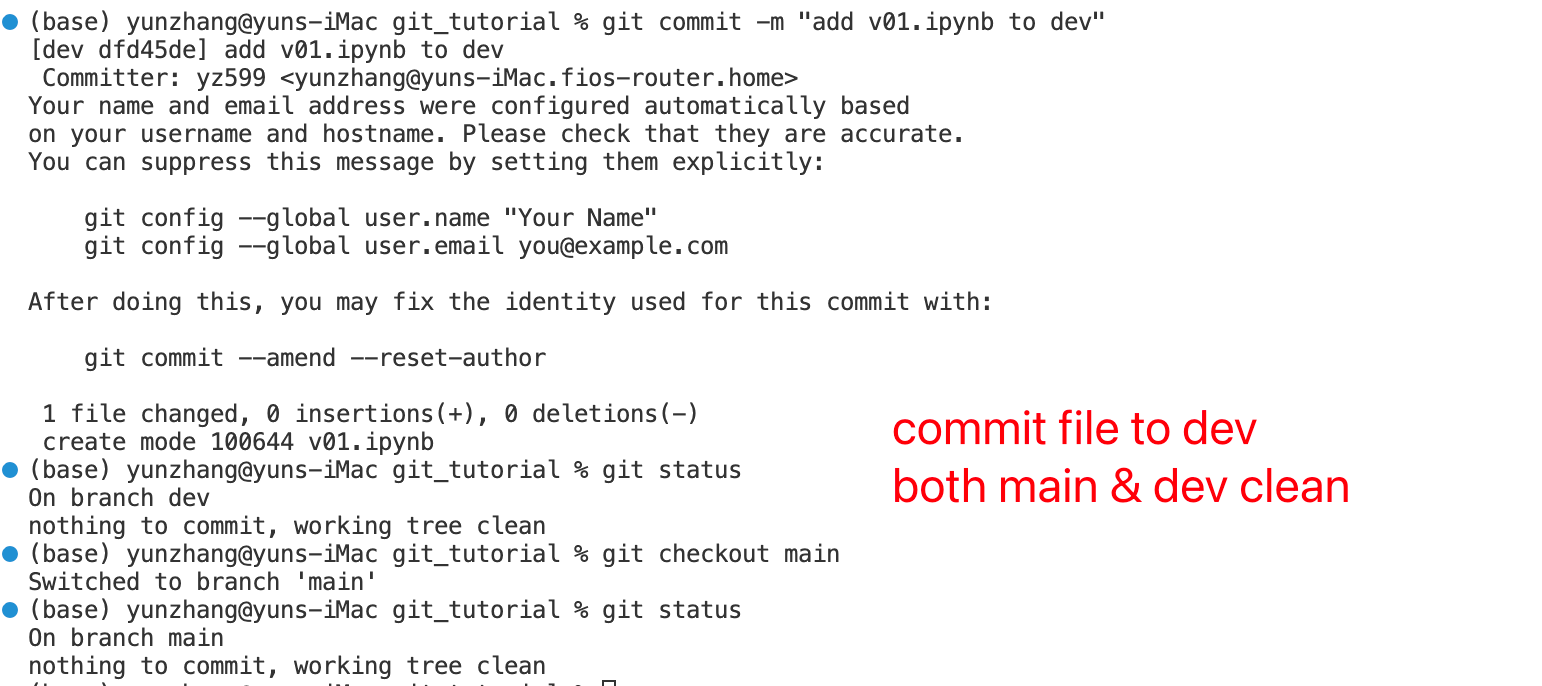 (base) yunzhang@yuns-iMac git_tutorial % git commit -m "add v01.ipynb to dev"
[dev dfd45de] add v01.ipynb to dev
 Committer: yz599 <yunzhang@yuns-iMac.fios-router.home>
Your name and email address were configured automatically based
on your username and hostname. Please check that they are accurate.
You can suppress this message by setting them explicitly:

    git config --global user.name "Your Name"
    git config --global user.email you@example.com

After doing this, you may fix the identity used for this commit with:

    git commit --amend --reset-author

 1 file changed, 0 insertions(+), 0 deletions(-)
 create mode 100644 v01.ipynb
(base) yunzhang@yuns-iMac git_tutorial % git status
On branch dev
nothing to commit, working tree clean
(base) yunzhang@yuns-iMac git_tutorial % git checkout main
Switched to branch 'main'
(base) yunzhang@yuns-iMac git_tutorial % git status
On branch main
nothing to commit, working tree clean
commit file to dev
both main & dev clean